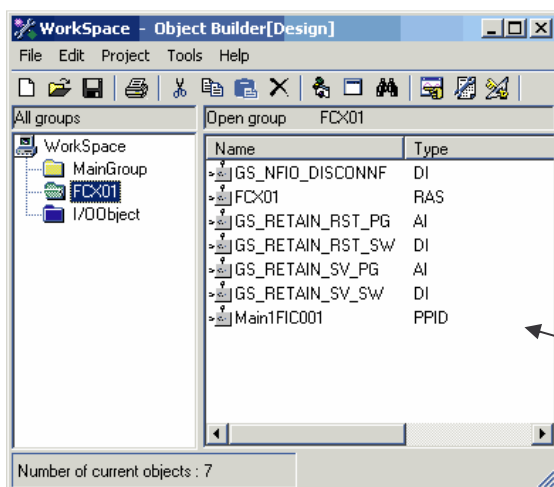 WorkSpace - Object Builder[Design]
File Edit Project Tools Help
All groups
Open group FCX01
WorkSpace
MainGroup
FCX01
I/OObject
Name Type
GS_NFIO_DISCONNF DI
FCX01 RAS
GS_RETAIN_RST_PG AI
GS_RETAIN_RST_SW DI
GS_RETAIN_SV_PG AI
GS_RETAIN_SV_SW DI
Main1FIC001 PPID
Number of current objects : 7